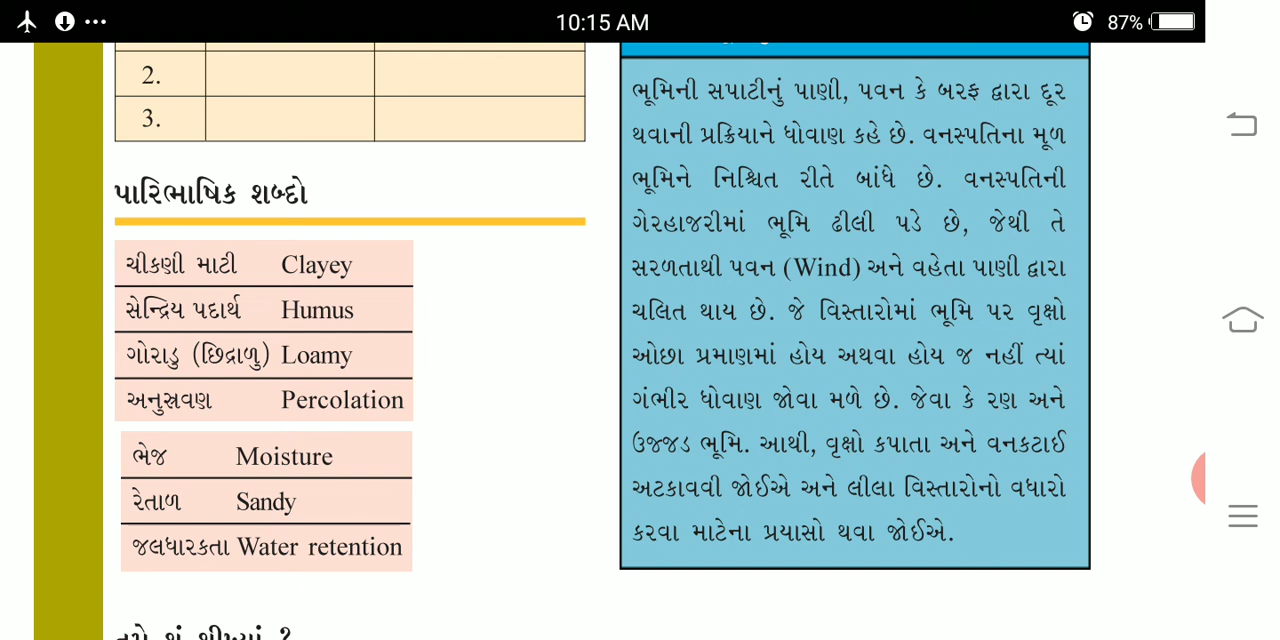 10:15 AM
87%
2.
3.
પારિભાષિક શબ્દો
ચીકણી માટી Clayey
સેન્દ્રિય પદાર્થ Humus
ગોરાડુ (છિદ્રાળુ) Loamy
અનુસ્રવણ Percolation
ભેજ Moisture
રેતાળ Sandy
જલધારકતા Water retention
ભૂમિની સપાટીનું પાણી, પવન કે બરફ દ્વારા દૂર
થવાની પ્રક્રિયાને ધોવાણ કહે છે. વનસ્પતિના મૂળ
ભૂમિને નિશ્ચિત રીતે બાંધે છે. વનસ્પતિની
ગેરહાજરીમાં ભૂમિ ઢીલી પડે છે, જેથી તે
સરળતાથી પવન (Wind) અને વહેતા પાણી દ્વારા
ચલિત થાય છે. જે વિસ્તારોમાં ભૂમિ પર વૃક્ષો
ઓછા પ્રમાણમાં હોય અથવા હોય જ નહીં ત્યાં
ગંભીર ધોવાણ જોવા મળે છે. જેવા કે રણ અને
ઉજ્જડ ભૂમિ. આથી, વૃક્ષો કપાતા અને વનકટાઈ
અટકાવવી જોઈએ અને લીલા વિસ્તારોનો વધારો
કરવા માટેના પ્રયાસો થવા જોઈએ.